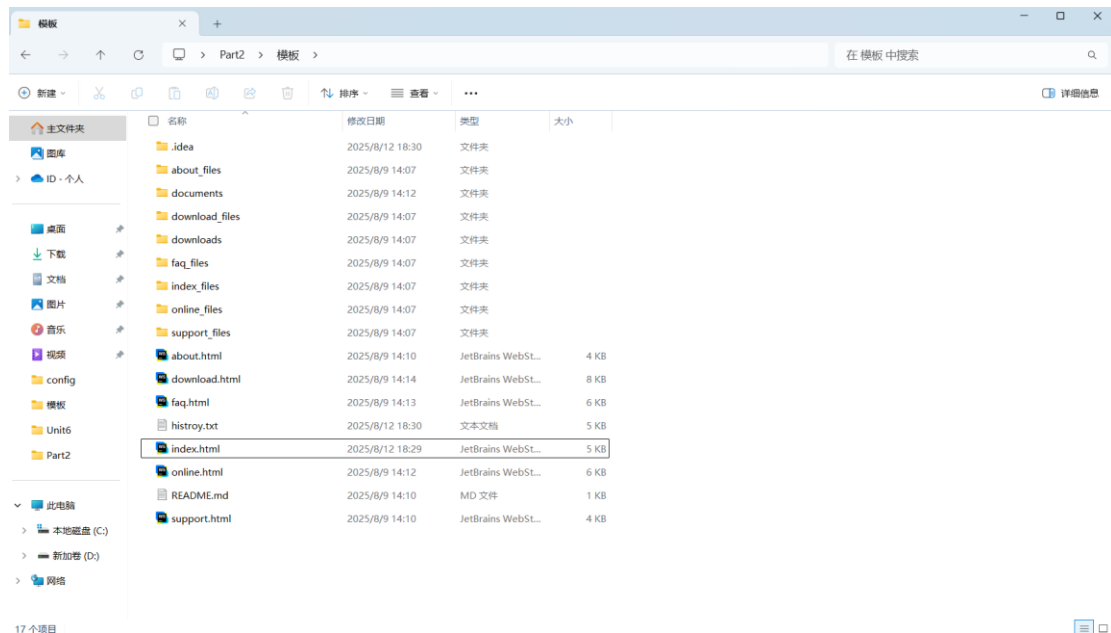 模板
Part2 模板
在 模板 中搜索
新建 排序 查看 ... 详细信息
名称 修改日期 类型 大小
主文件夹
图库
ID - 个人
桌面
下载
文档
图片
音乐
视频
config
模板
Unit6
Part2
此电脑
本地磁盘 (C:)
新加卷 (D:)
网络
.idea 2025/8/12 18:30 文件夹
about_files 2025/8/9 14:07 文件夹
documents 2025/8/9 14:12 文件夹
download_files 2025/8/9 14:07 文件夹
downloads 2025/8/9 14:07 文件夹
faq_files 2025/8/9 14:07 文件夹
index_files 2025/8/9 14:07 文件夹
online_files 2025/8/9 14:07 文件夹
support_files 2025/8/9 14:07 文件夹
about.html 2025/8/9 14:10 JetBrains WebSt... 4 KB
download.html 2025/8/9 14:14 JetBrains WebSt... 8 KB
faq.html 2025/8/9 14:13 JetBrains WebSt... 6 KB
histroy.txt 2025/8/12 18:30 文本文档 5 KB
index.html 2025/8/12 18:29 JetBrains WebSt... 5 KB
online.html 2025/8/9 14:12 JetBrains WebSt... 6 KB
README.md 2025/8/9 14:10 MD 文件 1 KB
support.html 2025/8/9 14:10 JetBrains WebSt... 4 KB
17 个项目